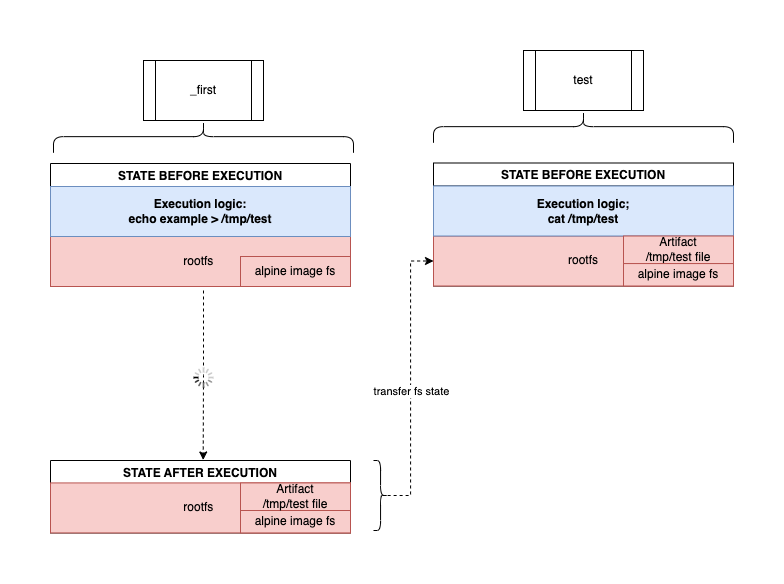 _first
test
STATE BEFORE EXECUTION
Execution logic:
echo example > /tmp/test
rootfs
alpine image fs
STATE BEFORE EXECUTION
Execution logic;
cat /tmp/test
rootfs
Artifact
/tmp/test file
alpine image fs
transfer fs state
STATE AFTER EXECUTION
rootfs
Artifact
/tmp/test file
alpine image fs